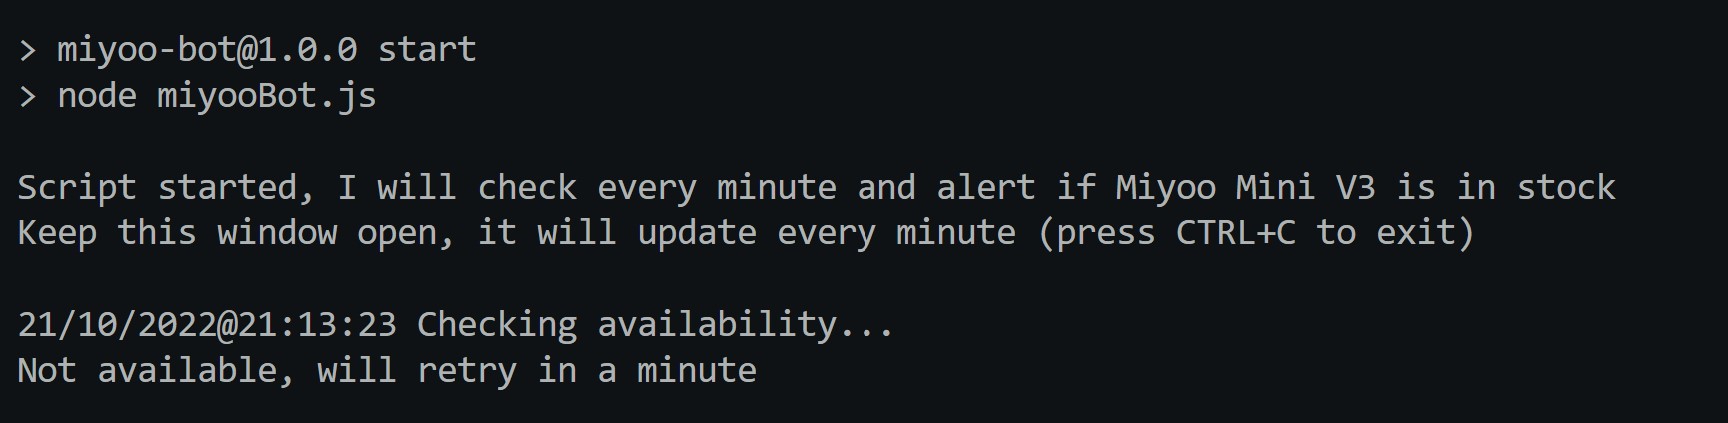 > miyoo-bot@1.0.0 start
> node miyooBot.js
Script started, I will check every minute and alert if Miyoo Mini V3 is in stock
Keep this window open, it will update every minute (press CTRL+C to exit)
21/10/2022@21:13:23 Checking availability...
Not available, will retry in a minute